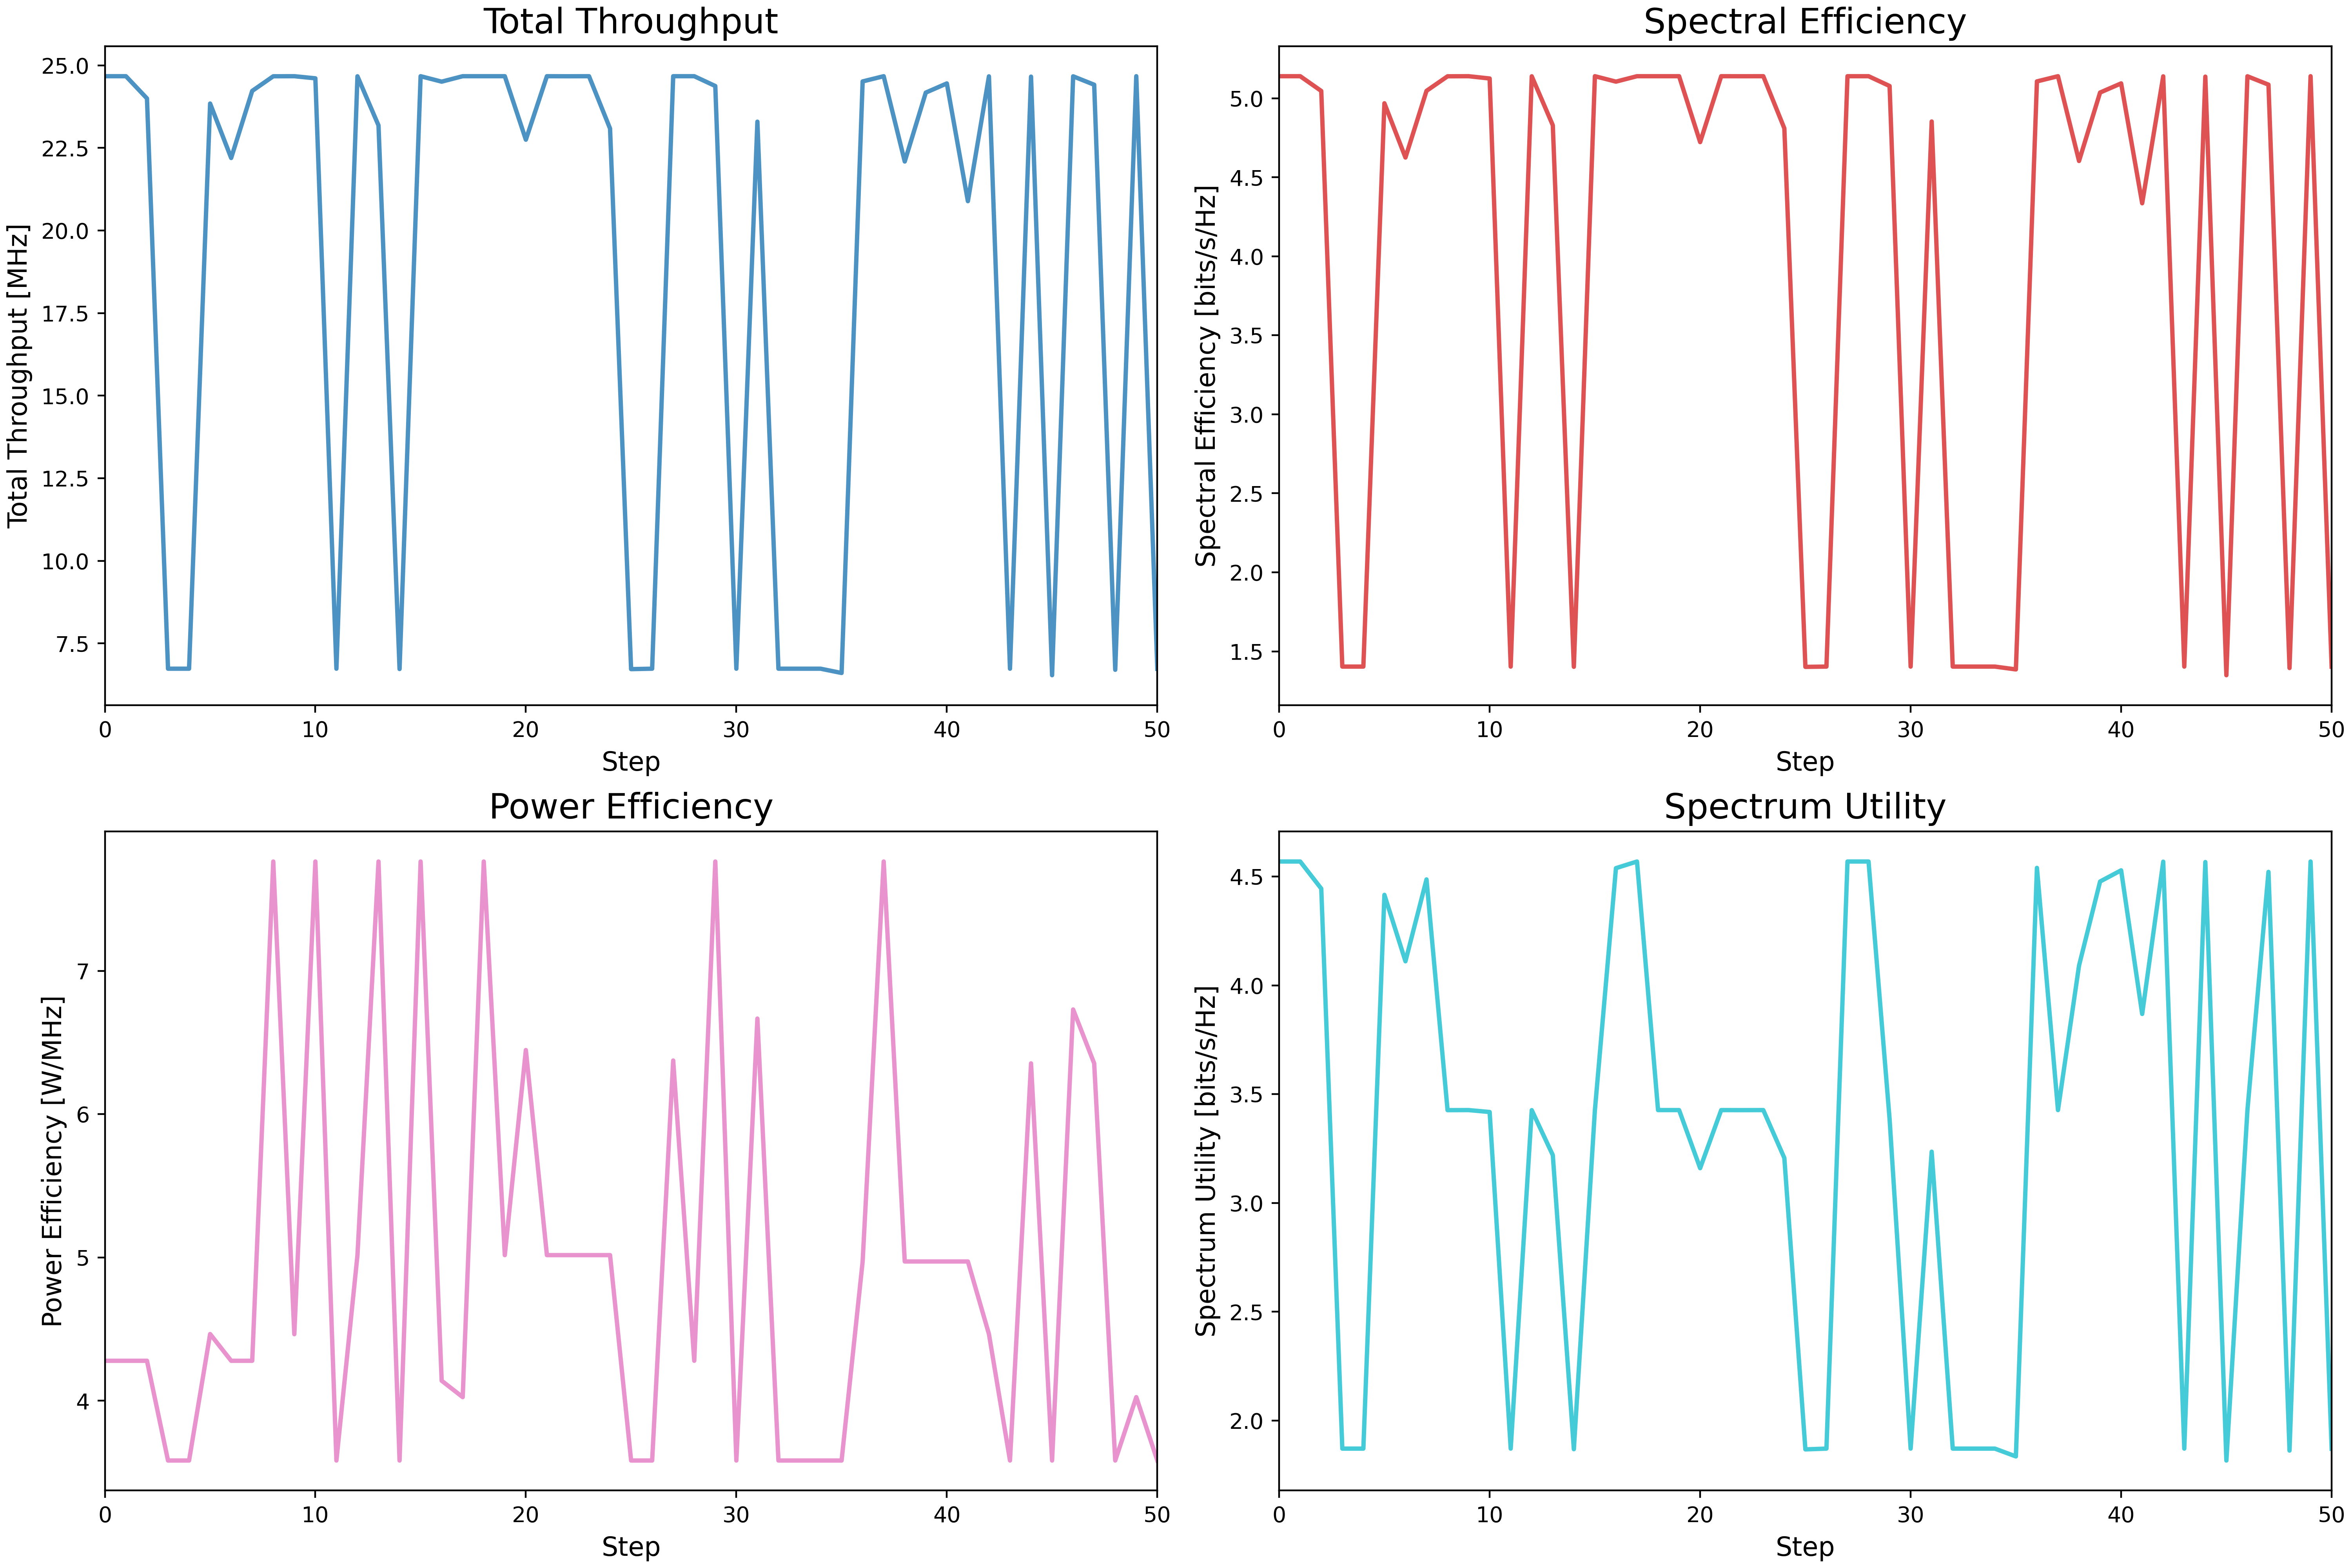 Total Throughput
Total Throughput [MHz]
25.0
22.5
20.0
17.5
15.0
12.5
10.0
7.5
0 10 20 30 40 50
Step
Spectral Efficiency
Spectral Efficiency [bits/s/Hz]
5.0
4.5
4.0
3.5
3.0
2.5
2.0
1.5
0 10 20 30 40 50
Step
Power Efficiency
Power Efficiency [W/MHz]
7
6
5
4
0 10 20 30 40 50
Step
Spectrum Utility
Spectrum Utility [bits/s/Hz]
4.5
4.0
3.5
3.0
2.5
2.0
0 10 20 30 40 50
Step